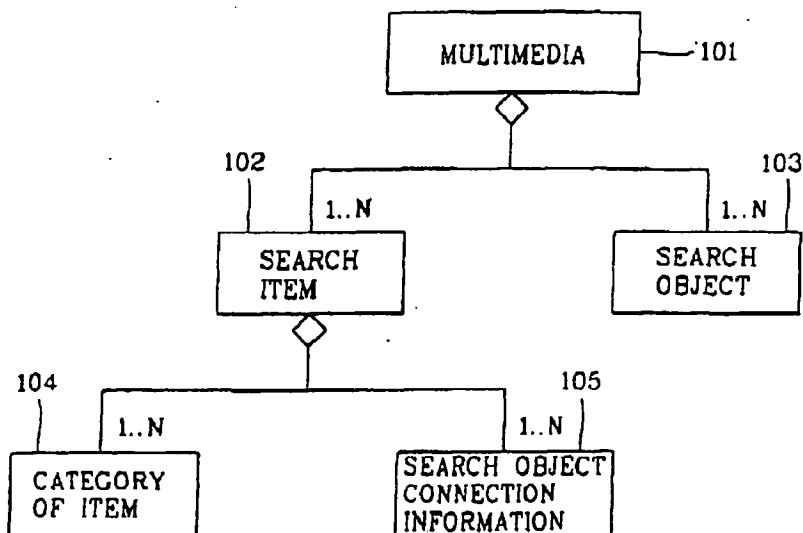 MULTIMEDIA
101
102
103
1..N
1..N
SEARCH
ITEM
SEARCH
OBJECT
104
105
1..N
1..N
CATEGORY
OF ITEM
SEARCH OBJECT
CONNECTION
INFORMATION